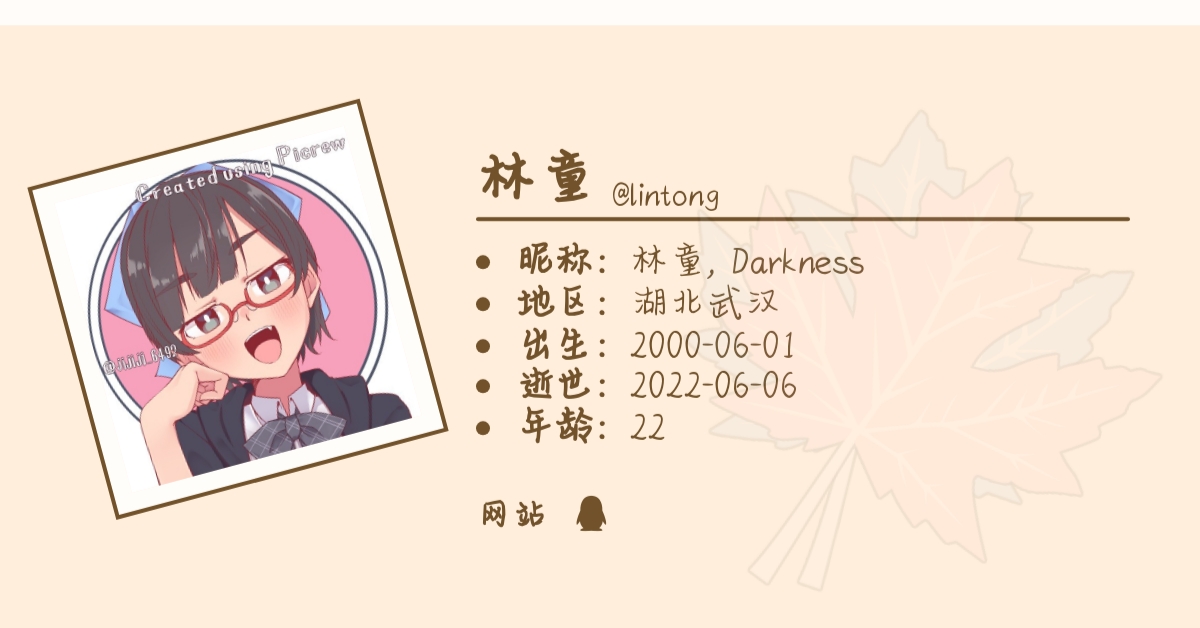 Created using Picrew
@jijiji_6499
林童 @lintong
昵称：林童, Darkness
地区：湖北武汉
出生：2000-06-01
逝世：2022-06-06
年龄：22
网站